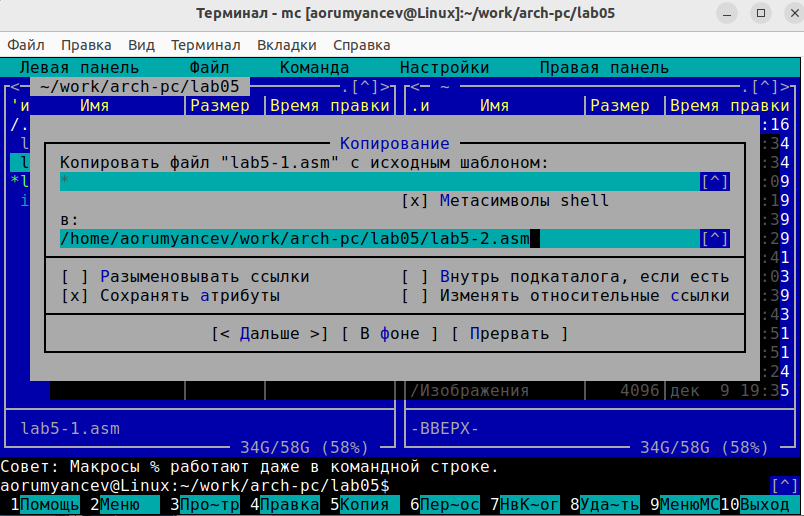 Терминал - mc [aorumyancev@Linux]:~/work/arch-pc/lab05
Файл Правка Вид Терминал Вкладки Справка
Левая панель Файл Команда Настройки Правая панель
<- ~/work/arch-pc/lab05 .[^]> <- ~ .[^]>
'и Имя Размер Время правки .и Имя Размер Время правки
/. :16
l :34
Копирование
Копировать файл "lab5-1.asm" с исходным шаблоном:
l :34
*l * [^] :09
i [x] Метасимволы shell :19
в: :39
/home/aorumyancev/work/arch-pc/lab05/lab5-2.asm [^] :29
:41
[ ] Разыменовывать ссылки [ ] Внутрь подкаталога, если есть :03
[x] Сохранять атрибуты [ ] Изменять относительные ссылки :39
:43
[< Дальше >] [ В фоне ] [ Прервать ] :51
:51
:24
/Изображения 4096 дек 9 19:35
lab5-1.asm -ВВЕРХ-
34G/58G (58%) 34G/58G (58%)
Совет: Макросы % работают даже в командной строке.
aorumyancev@Linux:~/work/arch-pc/lab05$ [^]
1Помощь 2Меню 3Про~тр 4Правка 5Копия 6Пер~ос 7НвК~ог 8Уда~ть 9МенюMC 10Выход